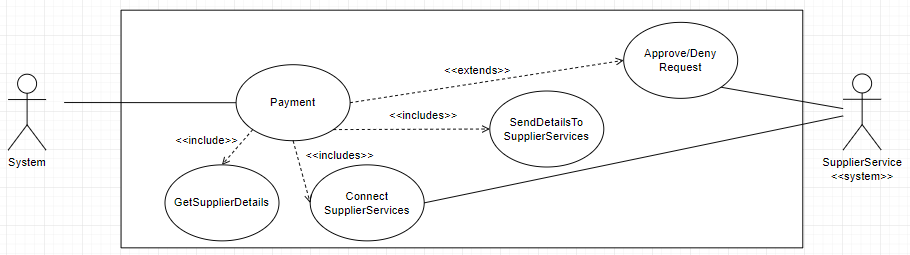 Approve/Deny
Request
<<extends>>
Payment
<<includes>>
SendDetailsTo
SupplierServices
<<include>>
<<includes>>
System
SupplierService
<<system>>
GetSupplierDetails
Connect
SupplierServices